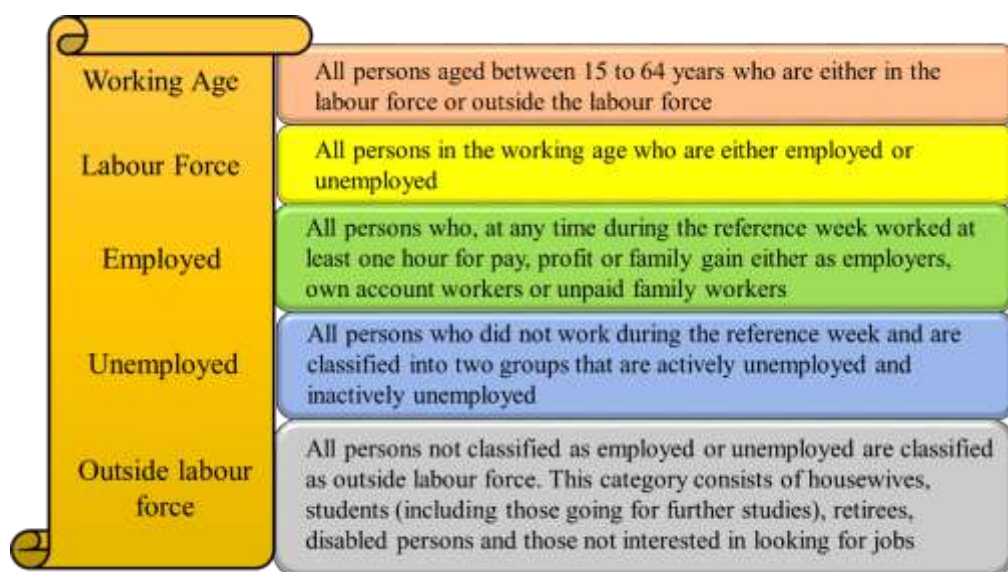 Working Age
All persons aged between 15 to 64 years who are either in the
labour force or outside the labour force
Labour Force
All persons in the working age who are either employed or
unemployed
Employed
All persons who, at any time during the reference week worked at
least one hour for pay, profit or family gain either as employers,
own account workers or unpaid family workers
Unemployed
All persons who did not work during the reference week and are
classified into two groups that are actively unemployed and
inactively unemployed
Outside labour
force
All persons not classified as employed or unemployed are classified
as outside labour force. This category consists of housewives,
students (including those going for further studies), retirees,
disabled persons and those not interested in looking for jobs